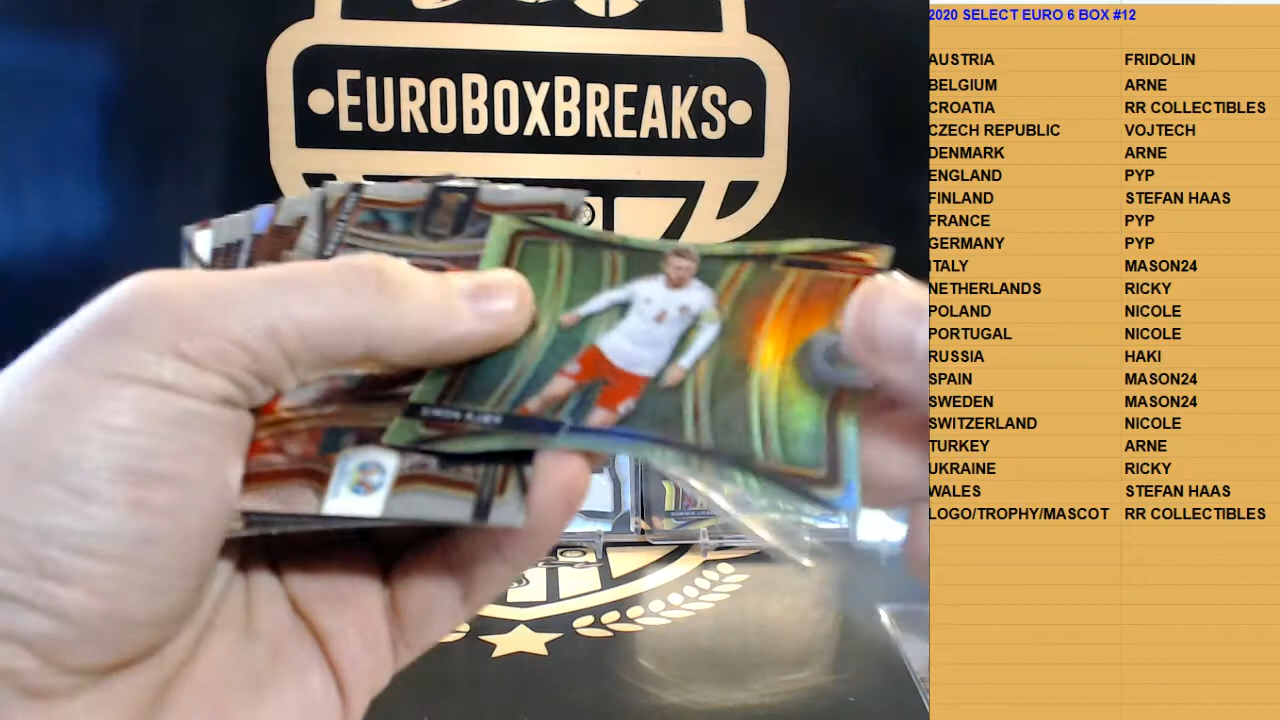 EUROBOXBREAKS
SIMON KJÆR
2020 SELECT EURO 6 BOX #12
AUSTRIA FRIDOLIN
BELGIUM ARNE
CROATIA RR COLLECTIBLES
CZECH REPUBLIC VOJTECH
DENMARK ARNE
ENGLAND PYP
FINLAND STEFAN HAAS
FRANCE PYP
GERMANY PYP
ITALY MASON24
NETHERLANDS RICKY
POLAND NICOLE
PORTUGAL NICOLE
RUSSIA HAKI
SPAIN MASON24
SWEDEN MASON24
SWITZERLAND NICOLE
TURKEY ARNE
UKRAINE RICKY
WALES STEFAN HAAS
LOGO/TROPHY/MASCOT RR COLLECTIBLES